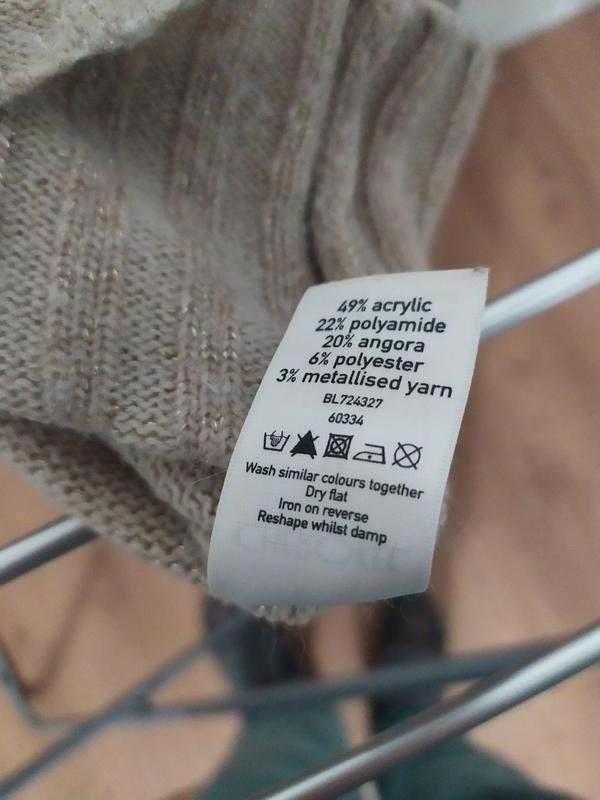 49% acrylic
22% polyamide
20% angora
6% polyester
3% metallised yarn
BL724327
60334
Wash similar colours together
Dry flat
Iron on reverse
Reshape whilst damp